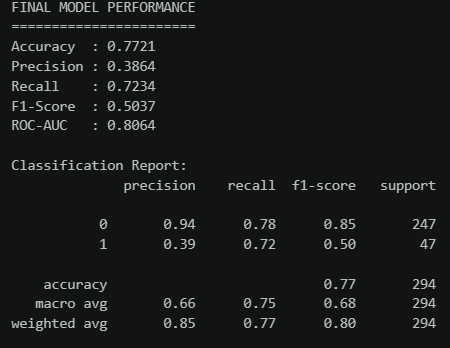 FINAL MODEL PERFORMANCE
=======================
Accuracy : 0.7721
Precision : 0.3864
Recall : 0.7234
F1-Score : 0.5037
ROC-AUC : 0.8064
Classification Report:
precision recall f1-score support
0 0.94 0.78 0.85 247
1 0.39 0.72 0.50 47
accuracy 0.77 294
macro avg 0.66 0.75 0.68 294
weighted avg 0.85 0.77 0.80 294